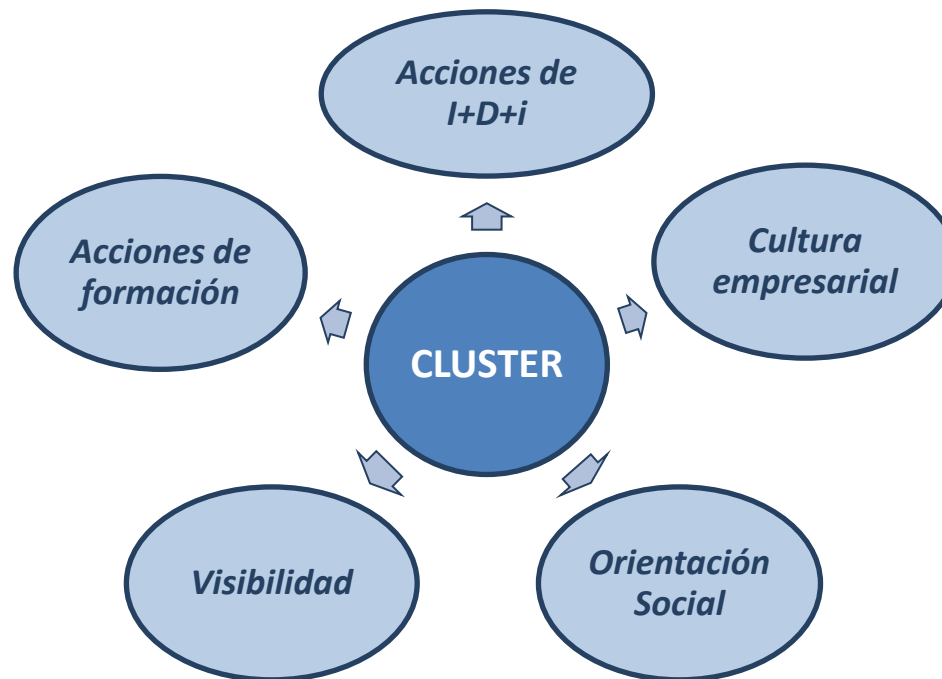 Acciones de
I+D+i
Cultura
empresarial
Acciones de
formación
CLUSTER
Visibilidad
Orientación
Social